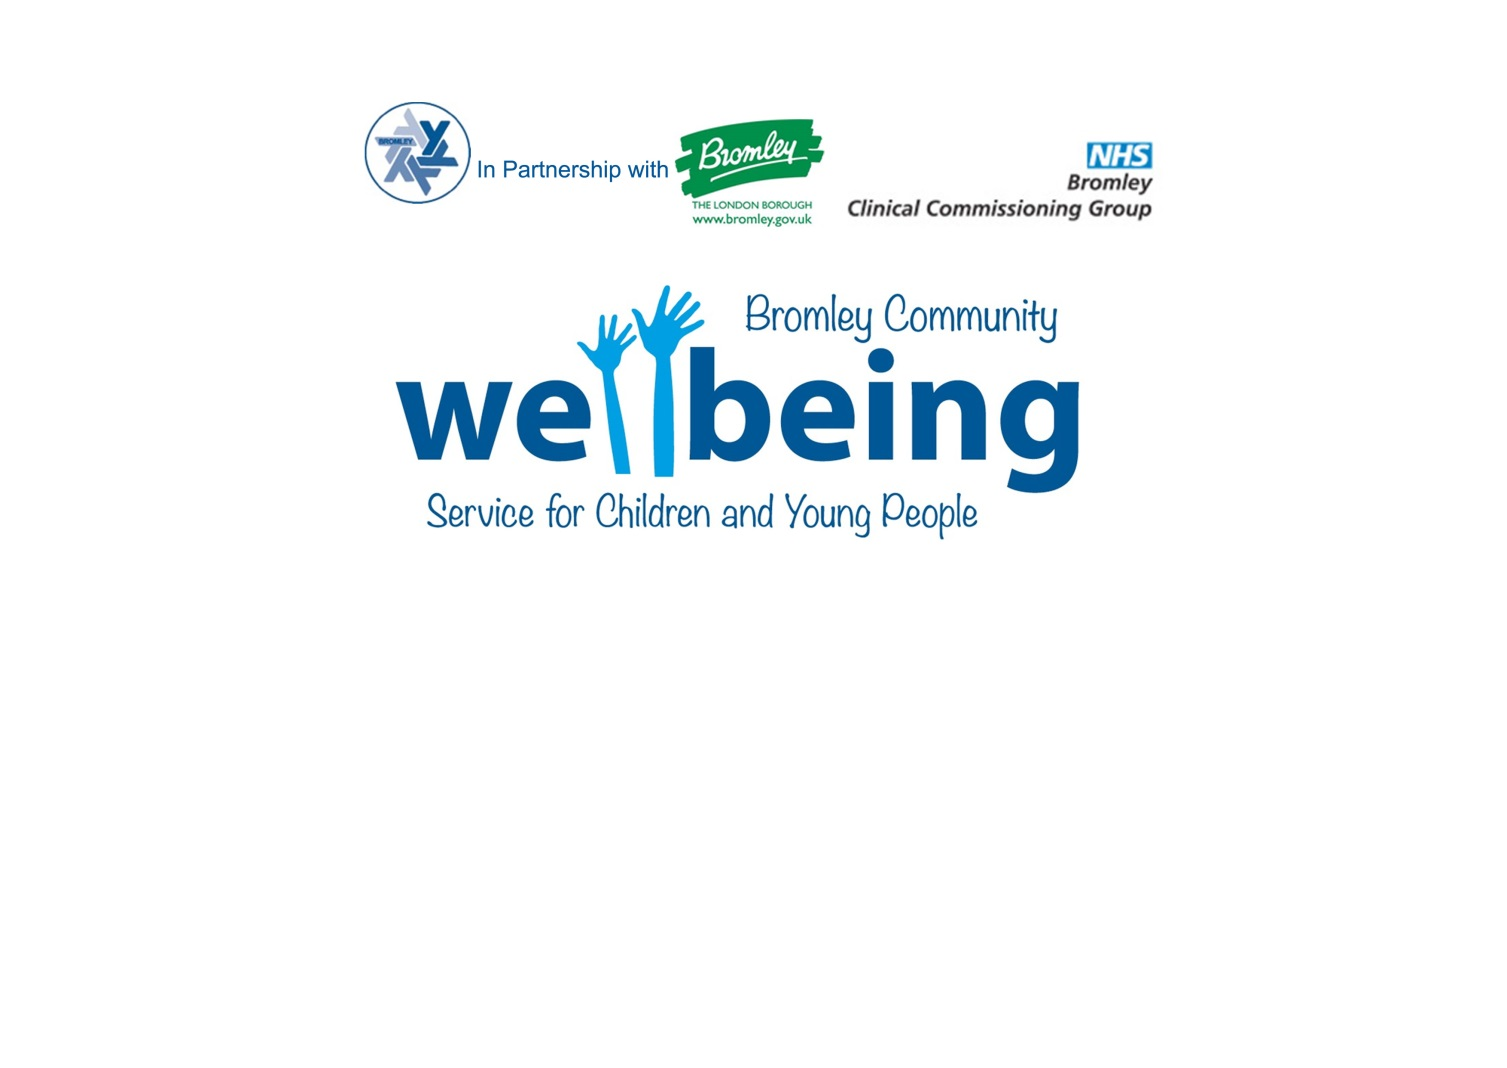 BROMLEY
In Partnership with
Bromley
THE LONDON BOROUGH
www.bromley.gov.uk
NHS
Bromley
Clinical Commissioning Group
Bromley Community
wellbeing
Service for Children and Young People